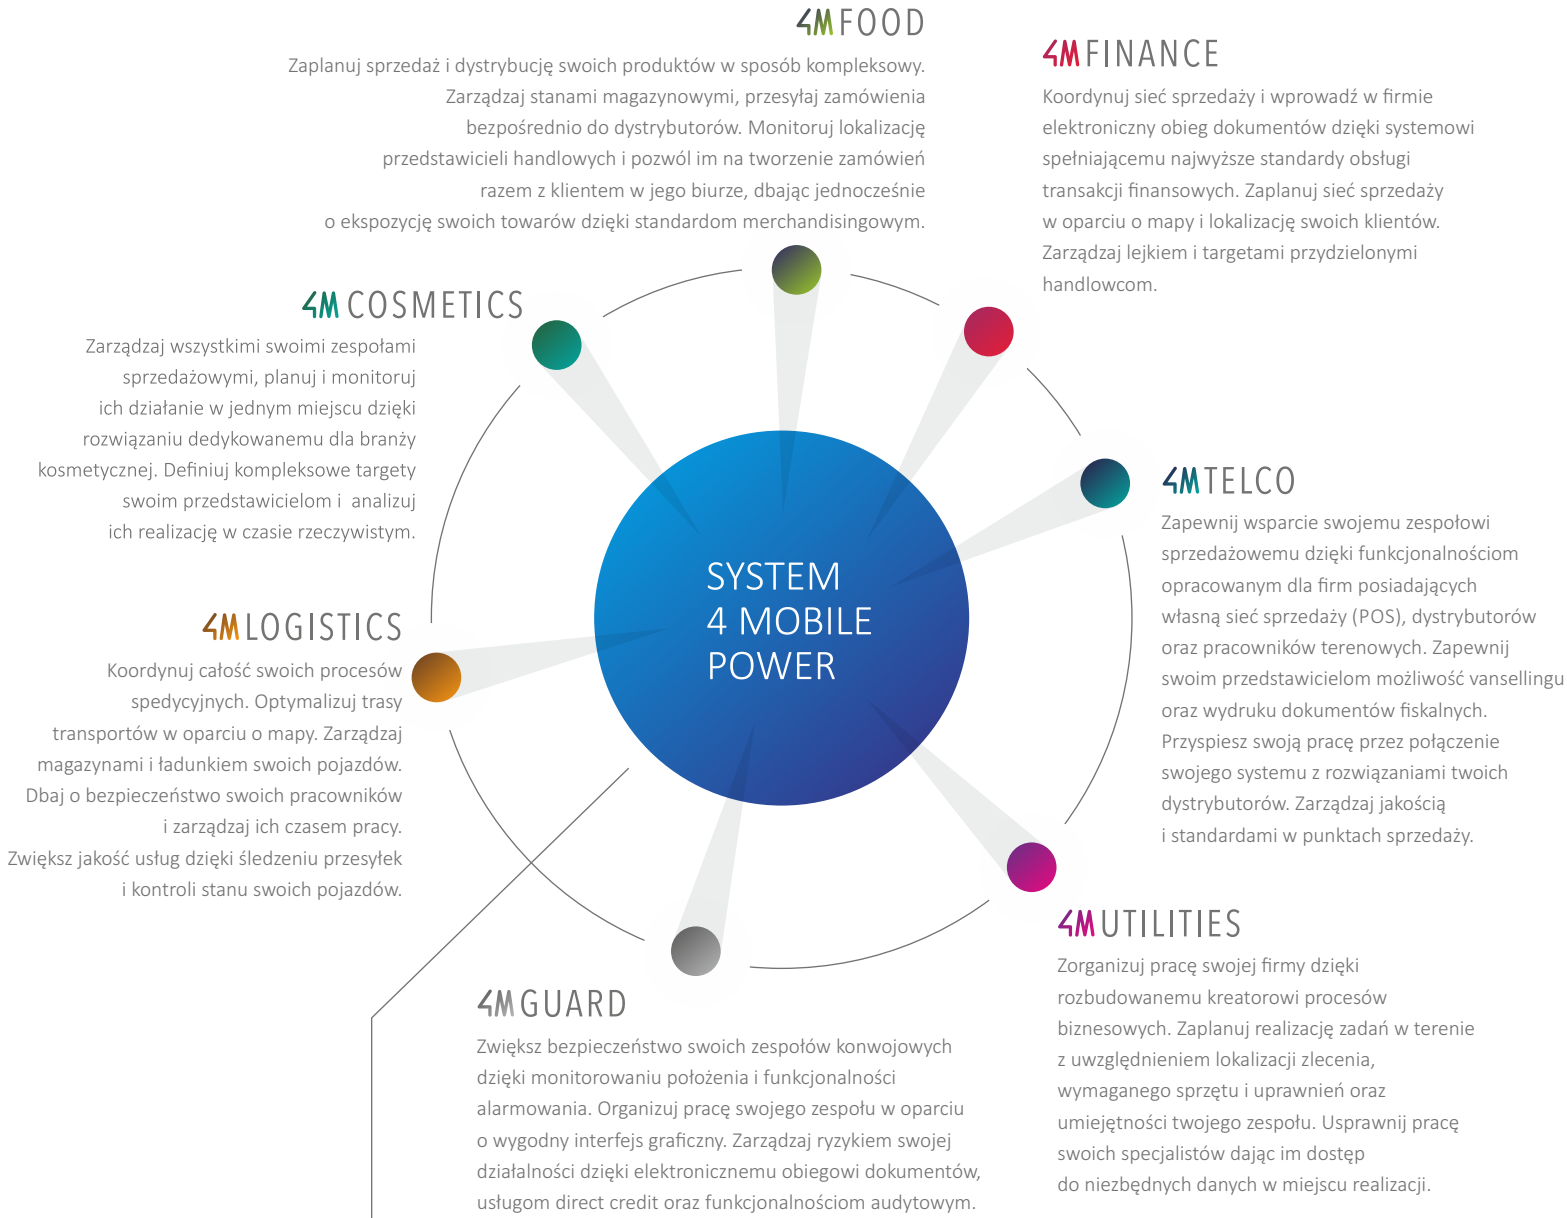 4MFOOD
Zaplanuj sprzedaż i dystrybucję swoich produktów w sposób kompleksowy.
Zarządzaj stanami magazynowymi, przesyłaj zamówienia
bezpośrednio do dystrybutorów. Monitoruj lokalizację
przedstawicieli handlowych i pozwól im na tworzenie zamówień
razem z klientem w jego biurze, dbając jednocześnie
o ekspozycję swoich towarów dzięki standardom merchandisingowym.
4MFINANCE
Koordynuj sieć sprzedaży i wprowadź w firmie
elektroniczny obieg dokumentów dzięki systemowi
spełniającemu najwyższe standardy obsługi
transakcji finansowych. Zaplanuj sieć sprzedaży
w oparciu o mapy i lokalizację swoich klientów.
Zarządzaj lejkiem i targetami przydzielonymi
handlowcom.
4M COSMETICS
Zarządzaj wszystkimi swoimi zespołami
sprzedażowymi, planuj i monitoruj
ich działanie w jednym miejscu dzięki
rozwiązaniu dedykowanemu dla branży
kosmetycznej. Definiuj kompleksowe targety
swoim przedstawicielom i analizuj
ich realizację w czasie rzeczywistym.
4MTELCO
Zapewnij wsparcie swojemu zespołowi
sprzedażowemu dzięki funkcjonalnościom
opracowanym dla firm posiadających
własną sieć sprzedaży (POS), dystrybutorów
oraz pracowników terenowych. Zapewnij
swoim przedstawicielom możliwość vansellingu
oraz wydruku dokumentów fiskalnych.
Przyspiesz swoją pracę przez połączenie
swojego systemu z rozwiązaniami twoich
dystrybutorów. Zarządzaj jakością
i standardami w punktach sprzedaży.
SYSTEM
4 MOBILE
POWER
4MLOGISTICS
Koordynuj całość swoich procesów
spedycyjnych. Optymalizuj trasy
transportów w oparciu o mapy. Zarządzaj
magazynami i ładunkiem swoich pojazdów.
Dbaj o bezpieczeństwo swoich pracowników
i zarządzaj ich czasem pracy.
Zwiększ jakość usług dzięki śledzeniu przesyłek
i kontroli stanu swoich pojazdów.
4MUTILITIES
Zorganizuj pracę swojej firmy dzięki
rozbudowanemu kreatorowi procesów
biznesowych. Zaplanuj realizację zadań w terenie
z uwzględnieniem lokalizacji zlecenia,
wymaganego sprzętu i uprawnień oraz
umiejętności twojego zespołu. Usprawnij pracę
swoich specjalistów dając im dostęp
do niezbędnych danych w miejscu realizacji.
4MGUARD
Zwiększ bezpieczeństwo swoich zespołów konwojowych
dzięki monitorowaniu położenia i funkcjonalności
alarmowania. Organizuj pracę swojego zespołu w oparciu
o wygodny interfejs graficzny. Zarządzaj ryzykiem swojej
działalności dzięki elektronicznemu obiegowi dokumentów,
usługom direct credit oraz funkcjonalnościom audytowym.